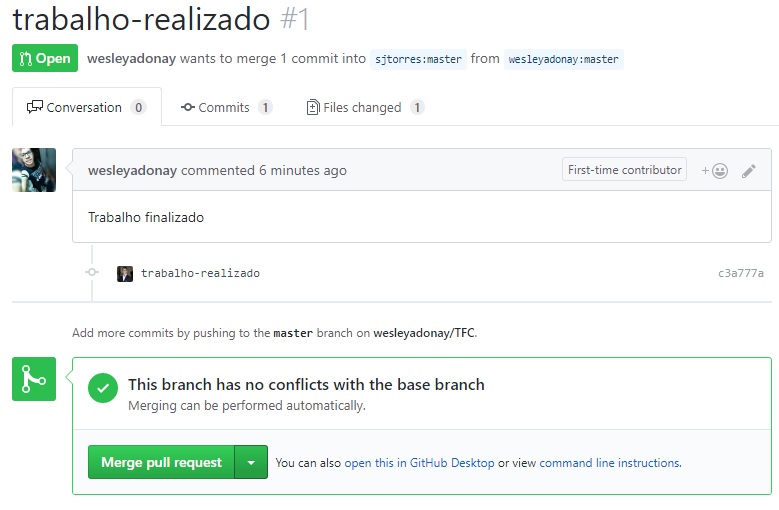 trabalho-realizado #1
Open wesleyadonay wants to merge 1 commit into sjtorres:master from wesleyadonay:master
Conversation 0 Commits 1 Files changed 1
wesleyadonay commented 6 minutes ago First-time contributor +
Trabalho finalizado
trabalho-realizado c3a777a
Add more commits by pushing to the master branch on wesleyadonay/TFC.
This branch has no conflicts with the base branch
Merging can be performed automatically.
Merge pull request You can also open this in GitHub Desktop or view command line instructions.